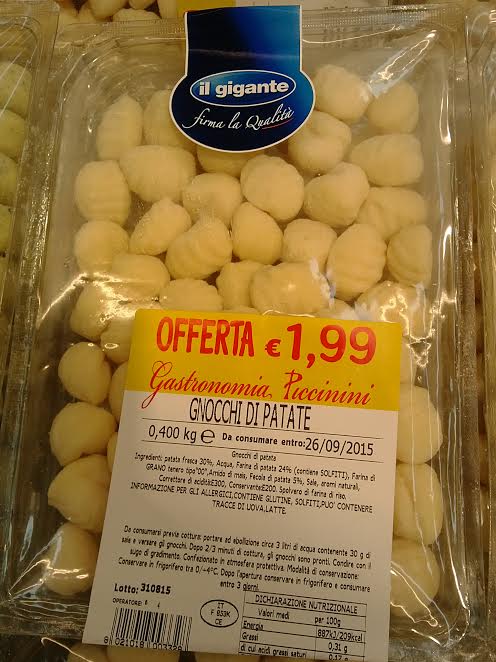 il gigante
firma la Qualità
OFFERTA € 1,99
Gastronomia Piccinini
GNOCCHI DI PATATE
0,400 kg e Da consumare entro:26/09/2015
Gnocchi di patata
Ingredienti: patata fresca 30%, Acqua, Farina di patata 24% (contiene SOLFITI), Farina di
GRANO tenero tipo"00",Amido di mais, Fecola di patata 5%, Sale, aromi naturali,
Correttore di acidità:E300, Conservante:E200. Spolvero di farina di riso.
INFORMAZIONE PER GLI ALLERGICI,CONTIENE GLUTINE, SOLFITI,PUO' CONTENERE
TRACCE DI UOVA,LATTE.
Da consumarsi previa cottura: portare ad ebollizione circa 3 litri di acqua contenente 30 g di
sale e versare gli gnocchi. Dopo 2/3 minuti di cottura, gli gnocchi sono pronti. Condire con il
sugo di gradimento. Confezionato in atmosfera protettiva. Modalità di conservazione:
Conservare in frigorifero tra 0/+4°C. Dopo l'apertura conservare in frigorifero e consumare
entro 3 giorni
Lotto: 310815
OPERATORE:
IT
CE
DICHIARAZIONE NUTRIZIONALE
Valori medi per 100g
Energia 887kJ/209kcal
Grassi 0,31 g
di cui acidi grassi saturi